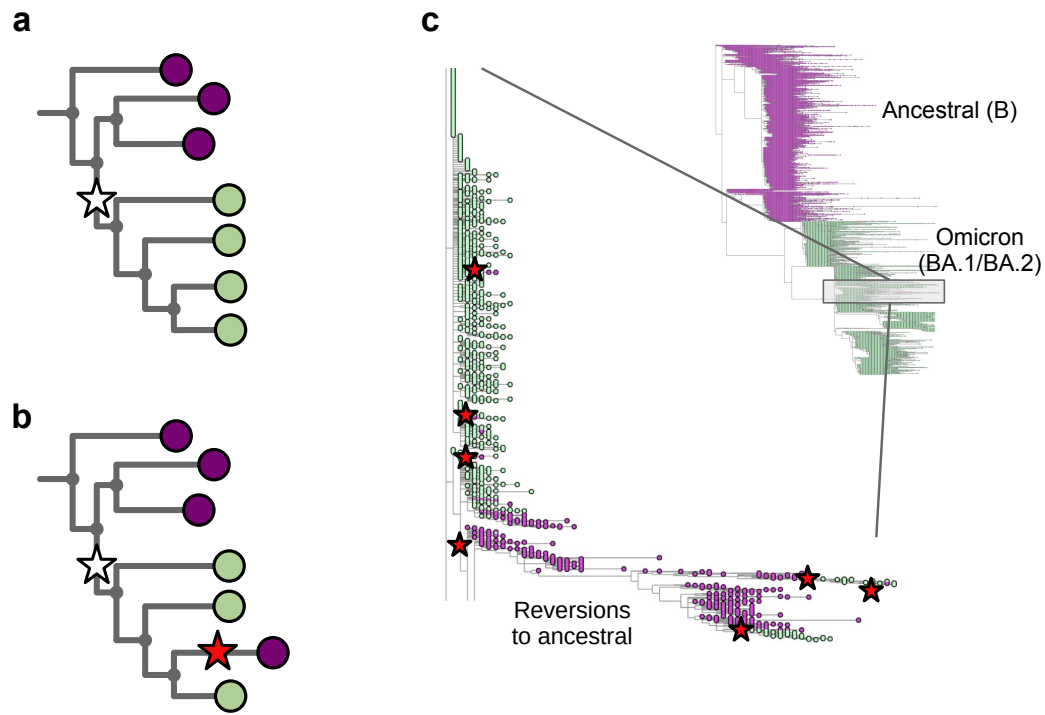 a
b
c
Ancestral (B)
Omicron
(BA.1/BA.2)
Reversions
to ancestral